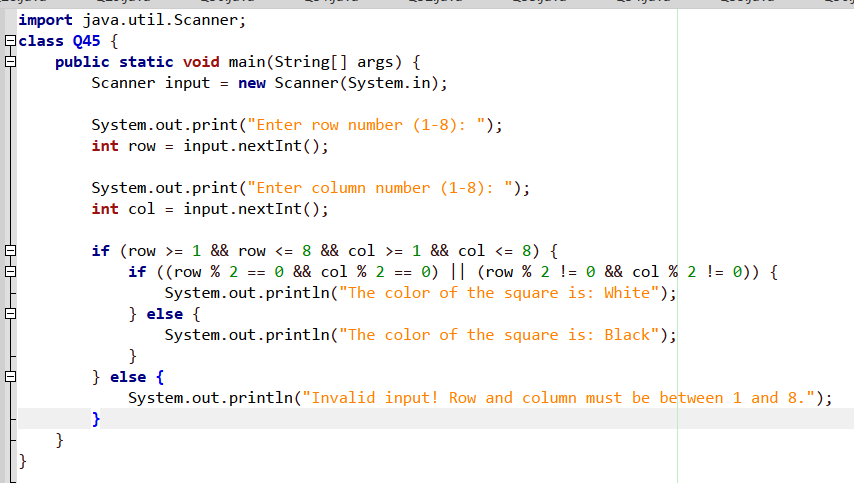 import java.util.Scanner;
class Q45 {
    public static void main(String[] args) {
        Scanner input = new Scanner(System.in);

        System.out.print("Enter row number (1-8): ");
        int row = input.nextInt();

        System.out.print("Enter column number (1-8): ");
        int col = input.nextInt();

        if (row >= 1 && row <= 8 && col >= 1 && col <= 8) {
            if ((row % 2 == 0 && col % 2 == 0) || (row % 2 != 0 && col % 2 != 0)) {
                System.out.println("The color of the square is: White");
            } else {
                System.out.println("The color of the square is: Black");
            }
        } else {
            System.out.println("Invalid input! Row and column must be between 1 and 8.");
        }
    }
}